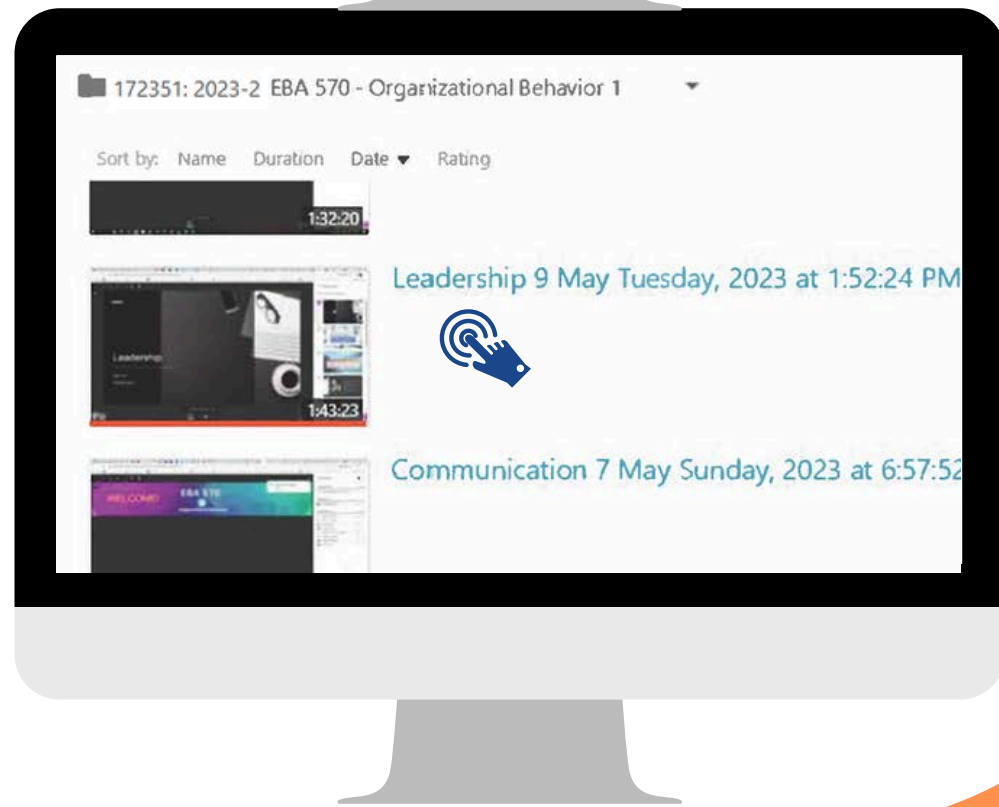 172351: 2023-2 EBA 570 - Organizational Behavior 1
Sort by: Name Duration Date Rating
1:32:20
Leadership 9 May Tuesday, 2023 at 1:52:24 PM
Leadership
1:43:23
Communication 7 May Sunday, 2023 at 6:57:52
WELCOME! EBA 570